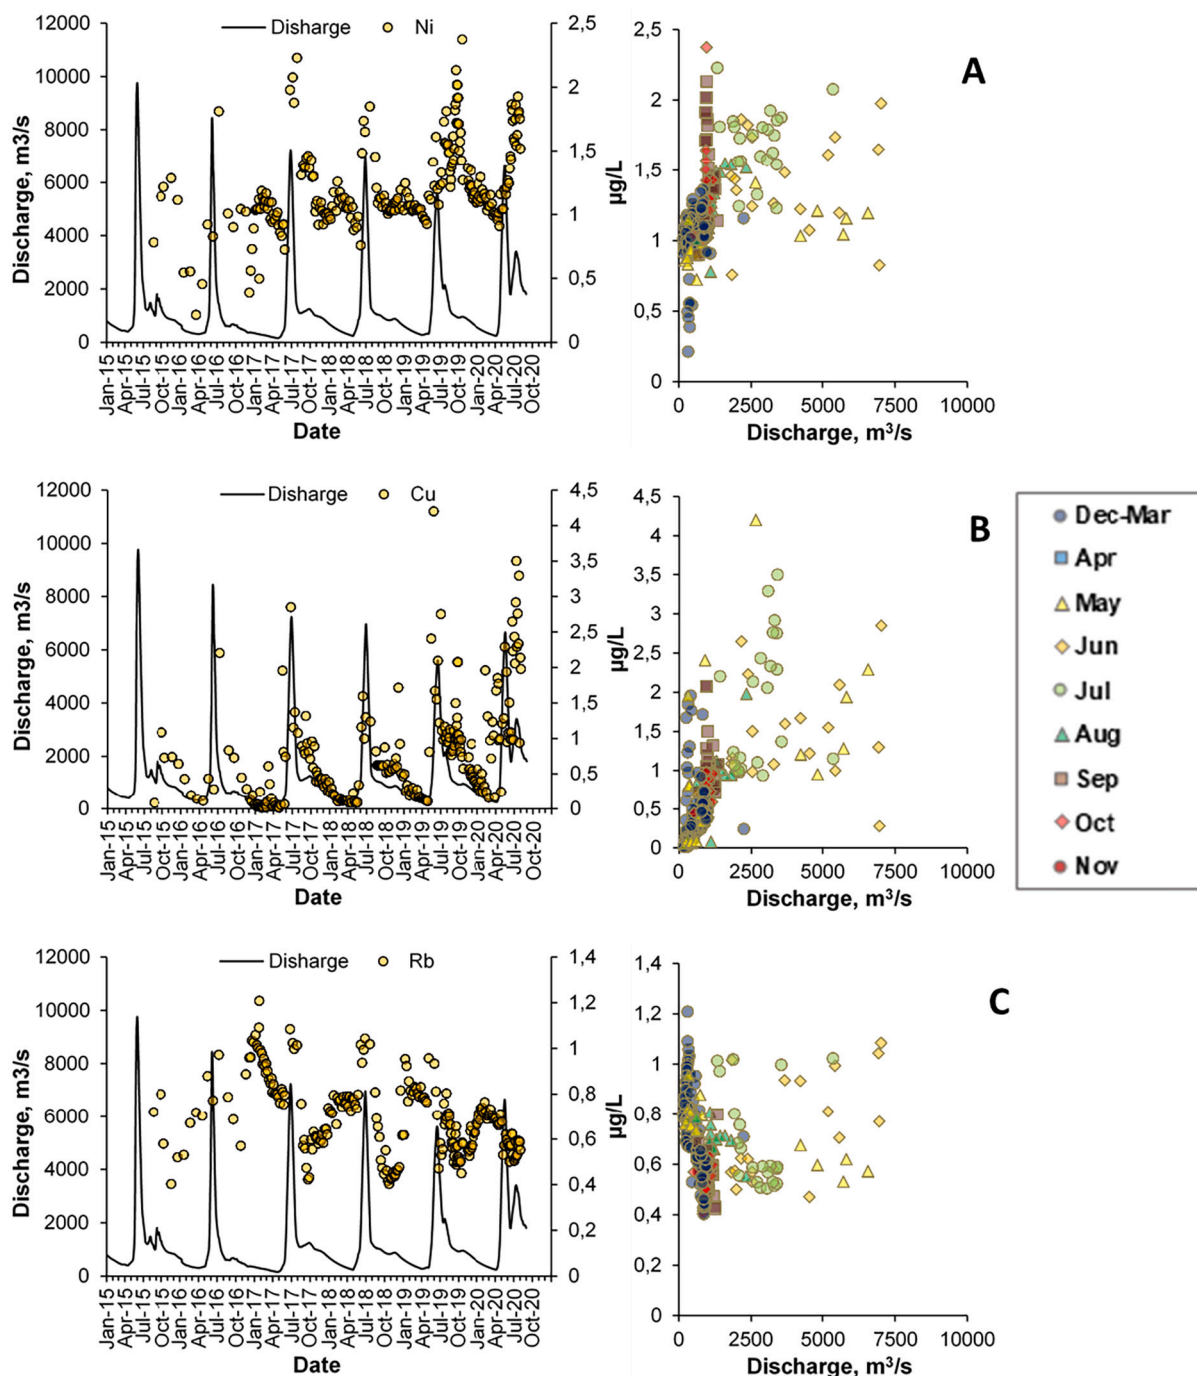 Disharge Ni
12000
10000
8000
6000
4000
2000
0
Discharge, m3/s
2,5
2
1,5
1
0,5
0
µg/L
Jan-15
Apr-15
Jul-15
Oct-15
Jan-16
Apr-16
Jul-16
Oct-16
Jan-17
Apr-17
Jul-17
Oct-17
Jan-18
Apr-18
Jul-18
Oct-18
Jan-19
Apr-19
Jul-19
Oct-19
Jan-20
Apr-20
Jul-20
Oct-20
Date
A
2,5
2
1,5
1
0,5
0
0 2500 5000 7500 10000
Discharge, m³/s
Disharge Cu
12000
10000
8000
6000
4000
2000
0
Discharge, m3/s
4,5
4
3,5
3
2,5
2
1,5
1
0,5
0
µg/L
Jan-15
Apr-15
Jul-15
Oct-15
Jan-16
Apr-16
Jul-16
Oct-16
Jan-17
Apr-17
Jul-17
Oct-17
Jan-18
Apr-18
Jul-18
Oct-18
Jan-19
Apr-19
Jul-19
Oct-19
Jan-20
Apr-20
Jul-20
Oct-20
Date
B
4,5
4
3,5
3
2,5
2
1,5
1
0,5
0
0 2500 5000 7500 10000
Discharge, m³/s
Dec-Mar
Apr
May
Jun
Jul
Aug
Sep
Oct
Nov
Disharge Rb
12000
10000
8000
6000
4000
2000
0
Discharge, m3/s
1,4
1,2
1
0,8
0,6
0,4
0,2
0
µg/L
Jan-15
Apr-15
Jul-15
Oct-15
Jan-16
Apr-16
Jul-16
Oct-16
Jan-17
Apr-17
Jul-17
Oct-17
Jan-18
Apr-18
Jul-18
Oct-18
Jan-19
Apr-19
Jul-19
Oct-19
Jan-20
Apr-20
Jul-20
Oct-20
Date
C
1,4
1,2
1
0,8
0,6
0,4
0,2
0
0 2500 5000 7500 10000
Discharge, m³/s